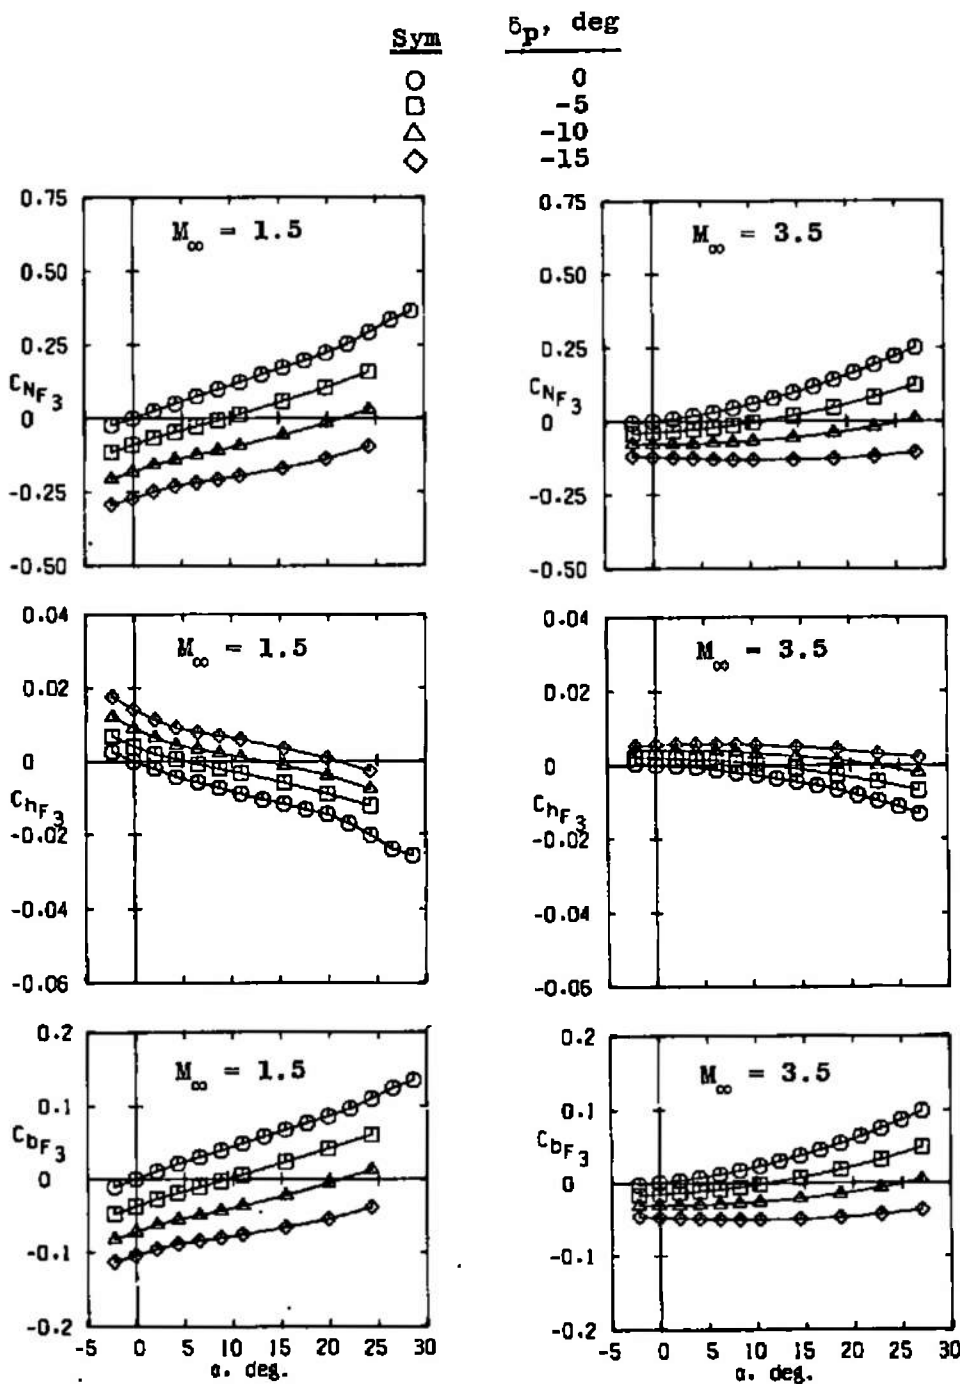 Sym δp, deg
0
-5
-10
-15
0.75
0.50
0.25
0
-0.25
-0.50
CNF3
M∞ = 1.5
0.75
0.50
0.25
0
-0.25
-0.50
CNF3
M∞ = 3.5
0.04
0.02
0
-0.02
-0.04
-0.06
ChF3
M∞ = 1.5
0.04
0.02
0
-0.02
-0.04
-0.06
ChF3
M∞ = 3.5
0.2
0.1
0
-0.1
-0.2
CbF3
M∞ = 1.5
-5 0 5 10 15 20 25 30
α. deg.
0.2
0.1
0
-0.1
-0.2
CbF3
M∞ = 3.5
-5 0 5 10 15 20 25 30
α. deg.